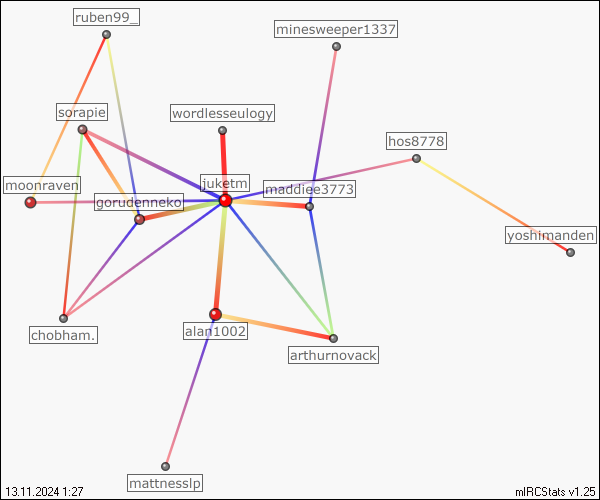 ruben99_
minesweeper1337
sorapie
wordlesseulogy
hos8778
moonraven
juketm
maddiee3773
gorudenneko
yoshimanden
chobham.
alan1002
arthurnovack
mattnesslp
13.11.2024 1:27
mIRCStats v1.25